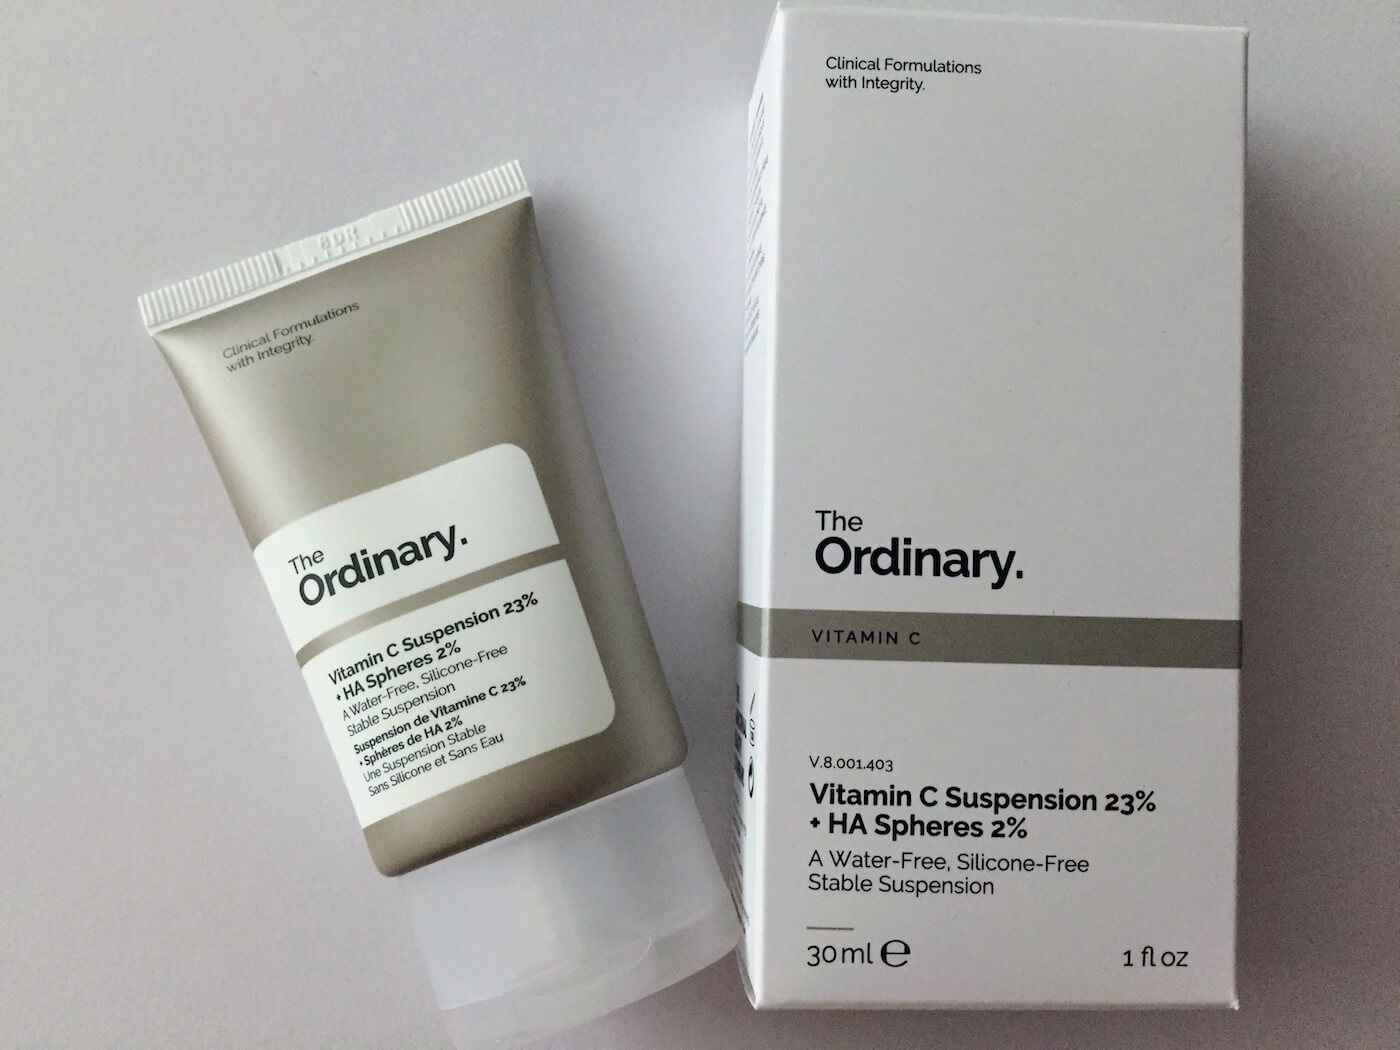 8DR
Clinical Formulations
with Integrity.
The
Ordinary.
Vitamin C Suspension 23%
+ HA Spheres 2%
A Water-Free, Silicone-Free
Stable Suspension
Suspension de Vitamine C 23%
+ Sphères de HA 2%
Une Suspension Stable
Sans Silicone et Sans Eau
Clinical Formulations
with Integrity.
The
Ordinary.
VITAMIN C
V.8.001.403
Vitamin C Suspension 23%
+ HA Spheres 2%
A Water-Free, Silicone-Free
Stable Suspension
30 ml ℮
1 fl oz